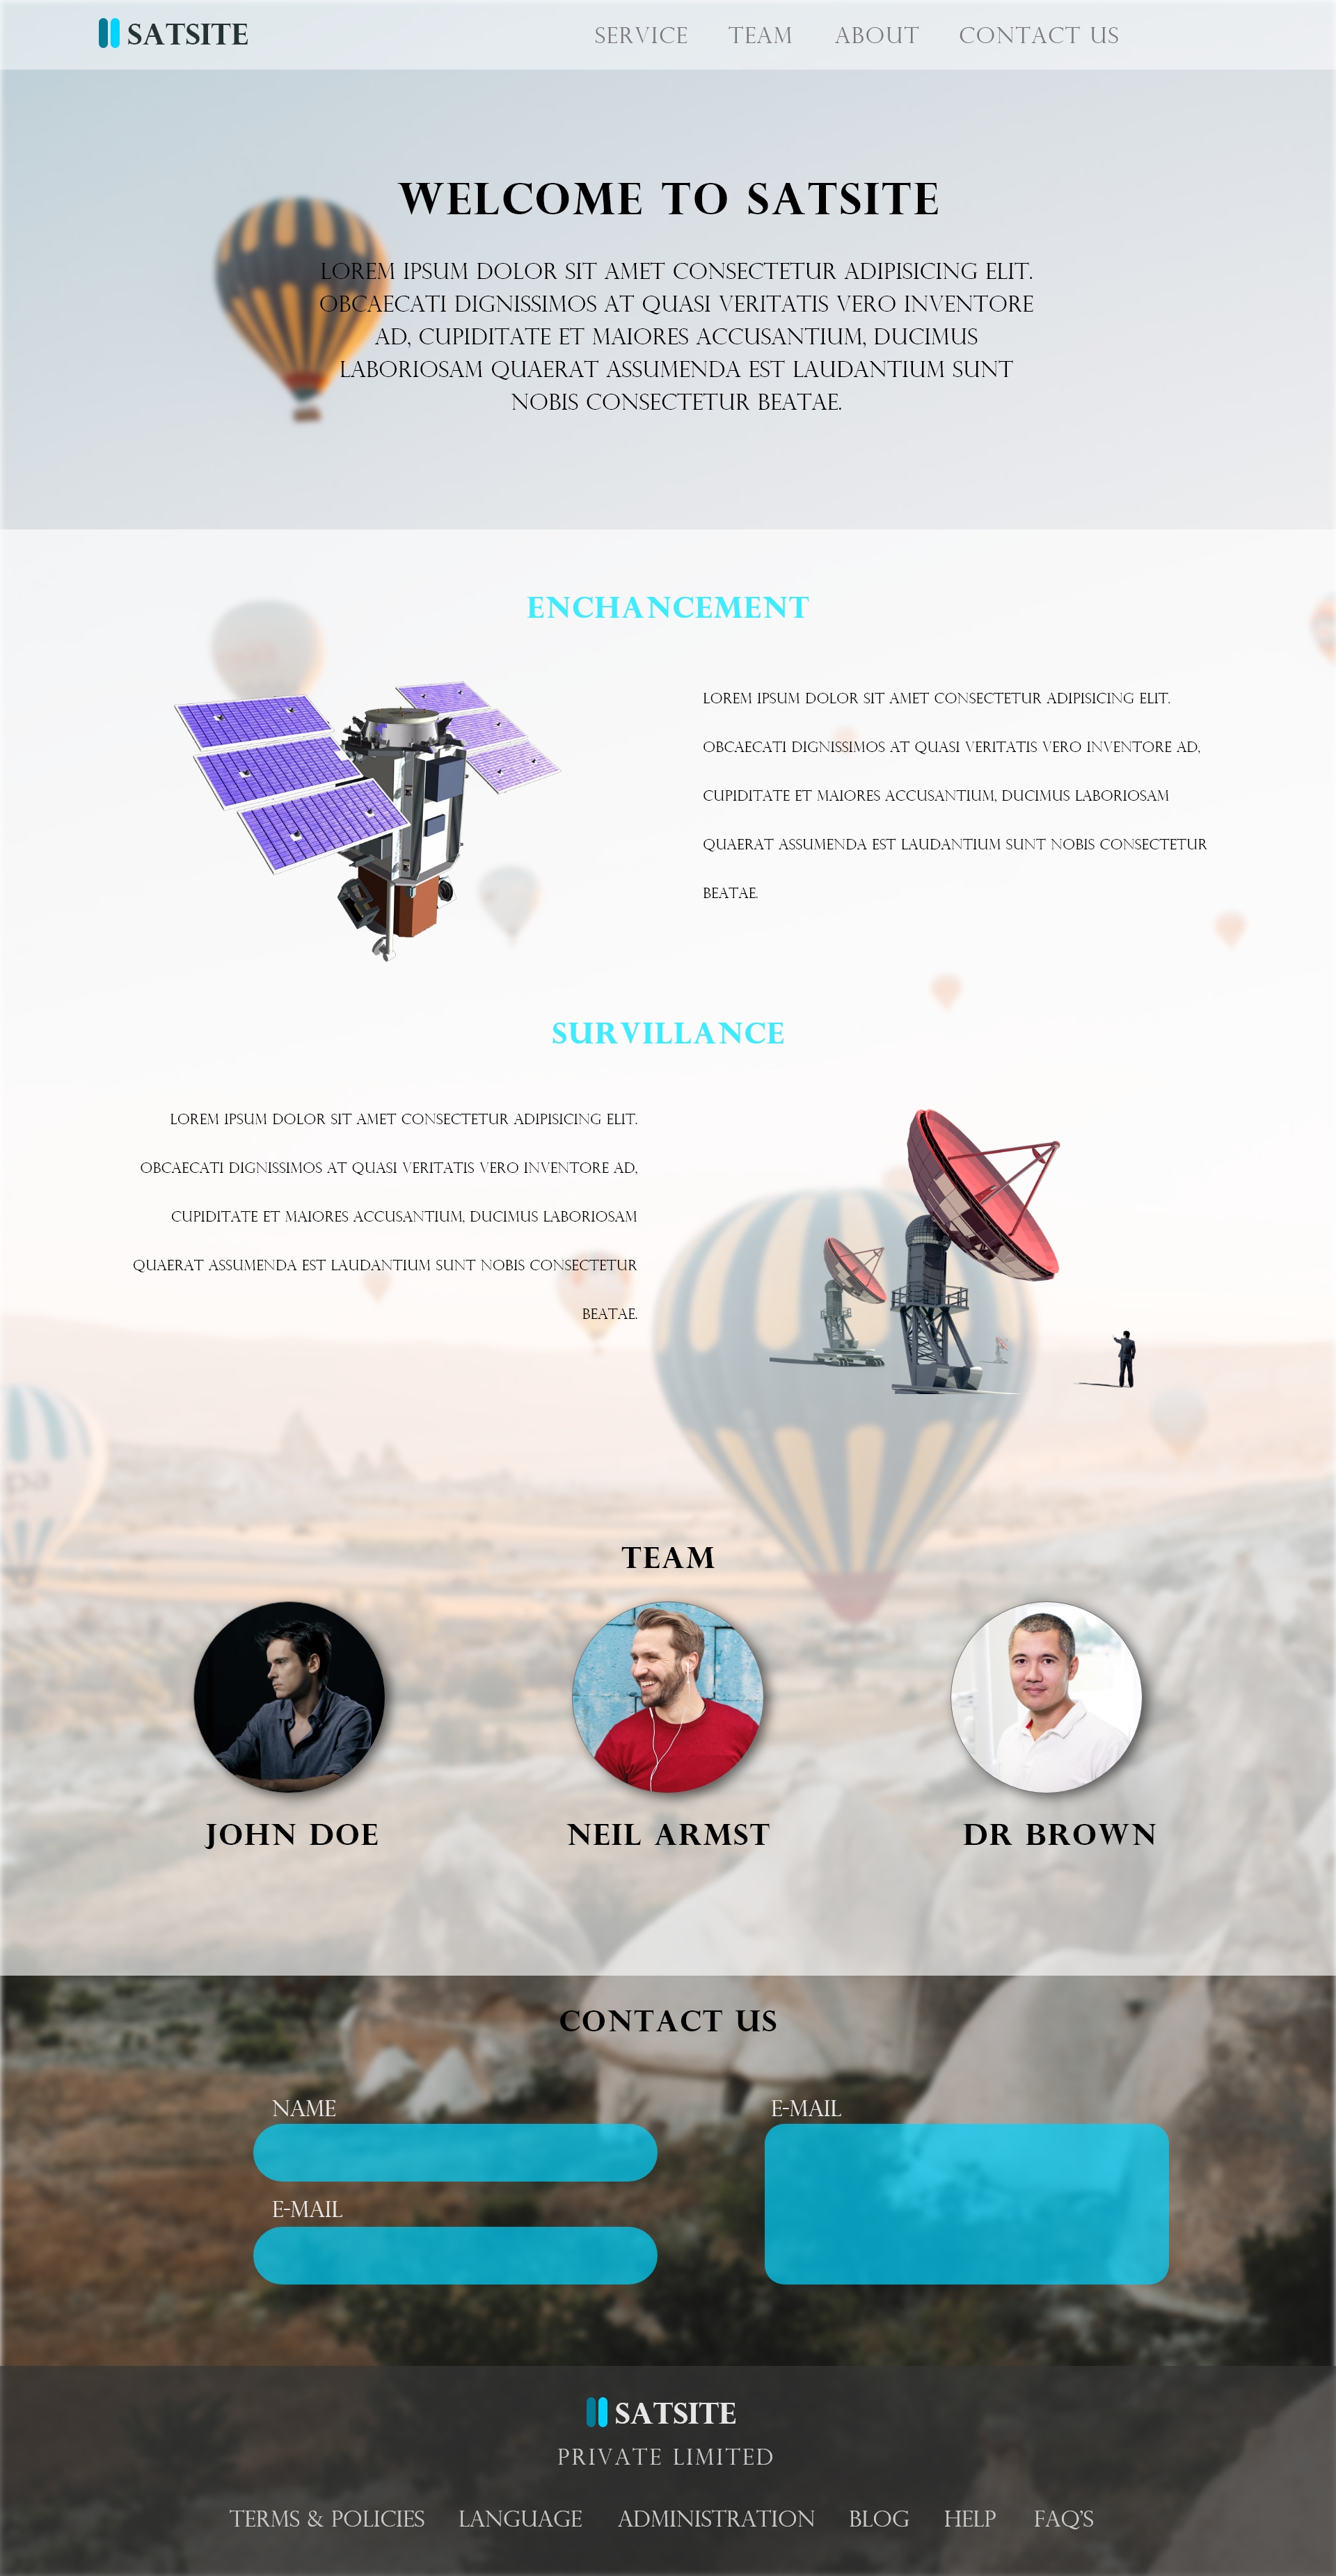 SATSITE
SERVICE TEAM ABOUT CONTACT US
WELCOME TO SATSITE
LOREM IPSUM DOLOR SIT AMET CONSECTETUR ADIPISICING ELIT.
OBCAECATI DIGNISSIMOS AT QUASI VERITATIS VERO INVENTORE
AD, CUPIDITATE ET MAIORES ACCUSANTIUM, DUCIMUS
LABORIOSAM QUAERAT ASSUMENDA EST LAUDANTIUM SUNT
NOBIS CONSECTETUR BEATAE.
ENCHANCEMENT
LOREM IPSUM DOLOR SIT AMET CONSECTETUR ADIPISICING ELIT.
OBCAECATI DIGNISSIMOS AT QUASI VERITATIS VERO INVENTORE AD,
CUPIDITATE ET MAIORES ACCUSANTIUM, DUCIMUS LABORIOSAM
QUAERAT ASSUMENDA EST LAUDANTIUM SUNT NOBIS CONSECTETUR
BEATAE.
SURVILLANCE
LOREM IPSUM DOLOR SIT AMET CONSECTETUR ADIPISICING ELIT.
OBCAECATI DIGNISSIMOS AT QUASI VERITATIS VERO INVENTORE AD,
CUPIDITATE ET MAIORES ACCUSANTIUM, DUCIMUS LABORIOSAM
QUAERAT ASSUMENDA EST LAUDANTIUM SUNT NOBIS CONSECTETUR
BEATAE.
TEAM
JOHN DOE
NEIL ARMST
DR BROWN
CONTACT US
NAME
E-MAIL
E-MAIL
SATSITE
PRIVATE LIMITED
TERMS & POLICIES LANGUAGE ADMINISTRATION BLOG HELP FAQ'S